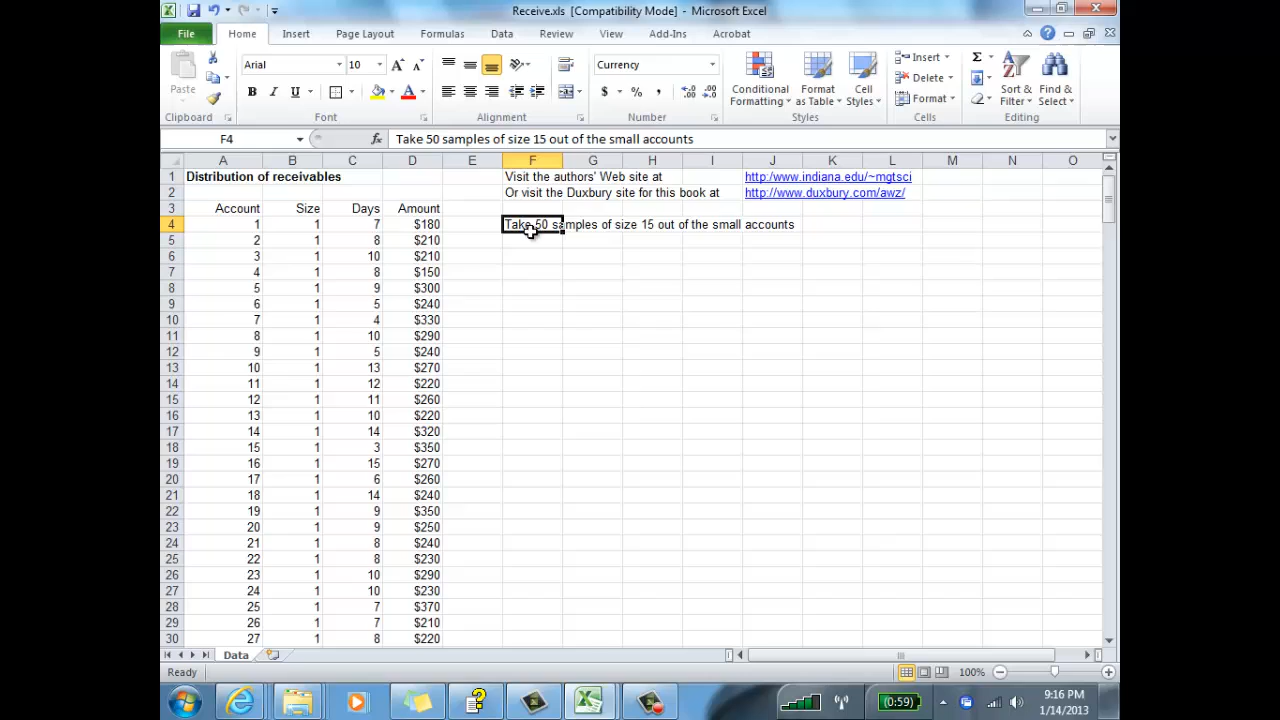 Receive.xls [Compatibility Mode] - Microsoft Excel
File Home Insert Page Layout Formulas Data Review View Add-Ins Acrobat
Arial 10 Currency
Paste
B I U $ % ,
Conditional Formatting
Format as Table
Cell Styles
Insert
Delete
Format
Sort & Filter
Find & Select
Clipboard Font Alignment Number Styles Cells Editing
F4 fx Take 50 samples of size 15 out of the small accounts
A B C D E F G H I J K L M N O
1 Distribution of receivables Visit the authors' Web site at http:/www.indiana.edu/~mgtsci
2 Or visit the Duxbury site for this book at http://www.duxbury.com/awz/
3 Account Size Days Amount
4 1 1 7 $180 Take 50 samples of size 15 out of the small accounts
5 2 1 8 $210
6 3 1 10 $210
7 4 1 8 $150
8 5 1 9 $300
9 6 1 5 $240
10 7 1 4 $330
11 8 1 10 $290
12 9 1 5 $240
13 10 1 13 $270
14 11 1 12 $220
15 12 1 11 $260
16 13 1 10 $220
17 14 1 14 $320
18 15 1 3 $350
19 16 1 15 $270
20 17 1 6 $260
21 18 1 14 $240
22 19 1 9 $350
23 20 1 9 $250
24 21 1 8 $240
25 22 1 8 $230
26 23 1 10 $290
27 24 1 10 $230
28 25 1 7 $370
29 26 1 7 $210
30 27 1 8 $220
Data
Ready 100%
(0:59) 9:16 PM
1/14/2013